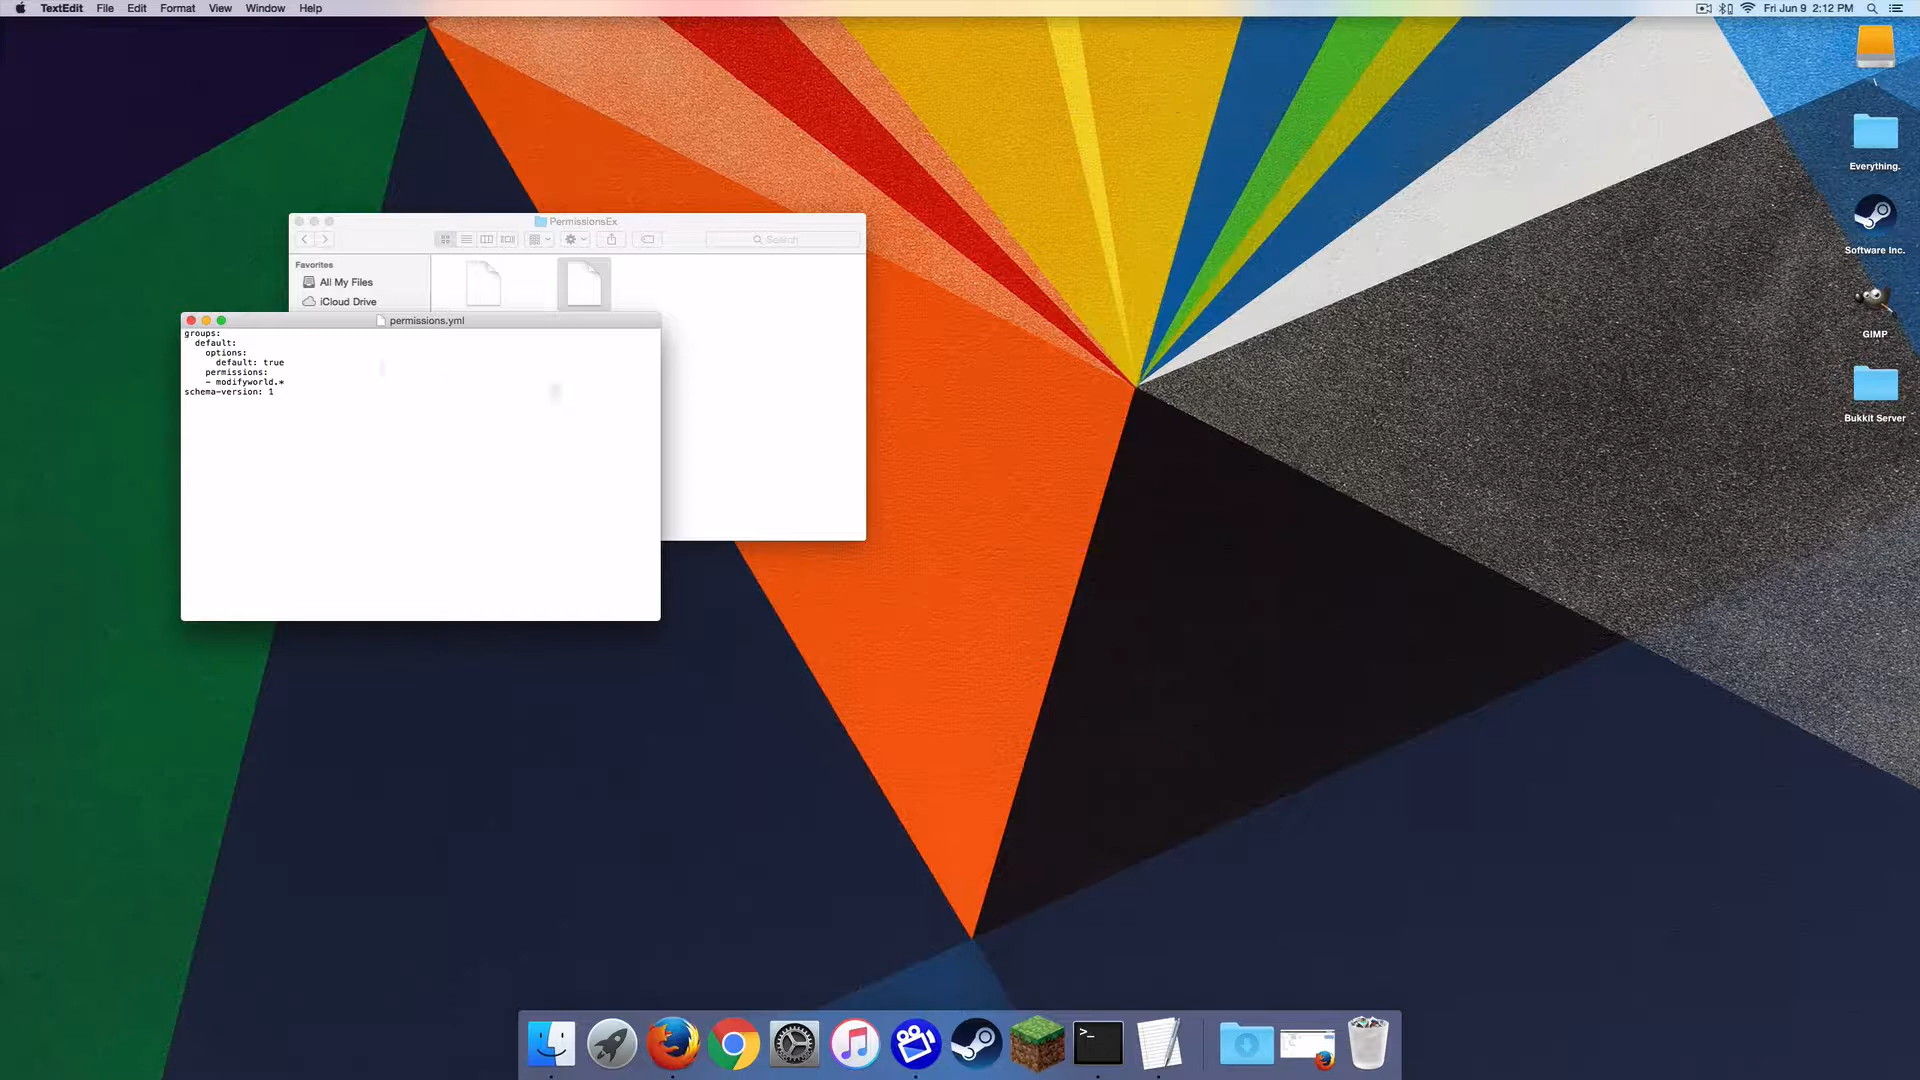 TextEdit File Edit Format View Window Help
Fri Jun 9 2:12 PM
PermissionsEx
Search
Favorites
All My Files
iCloud Drive
permissions.yml
groups:
default:
options:
default: true
permissions:
- modifyworld.*
schema-version: 1
Everything.
Software Inc.
GIMP
Bukkit Server
>_